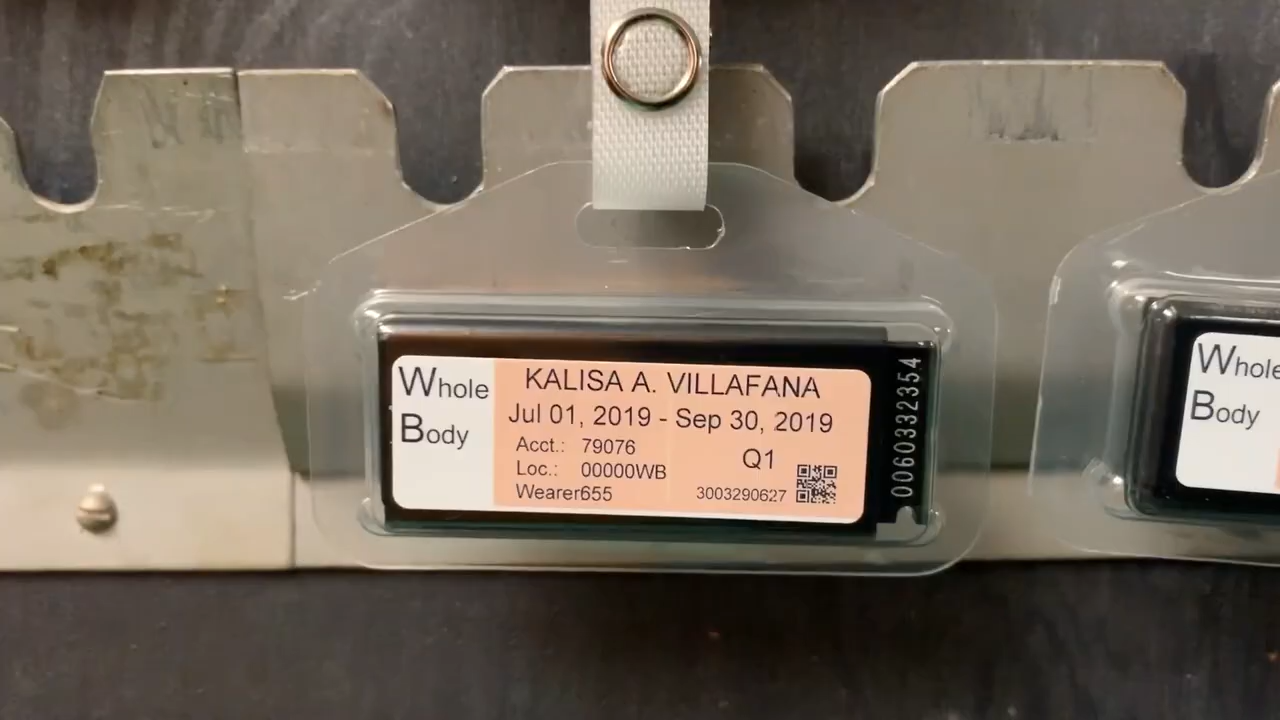 Whole
Body
KALISA A. VILLAFANA
Jul 01, 2019 - Sep 30, 2019
Acct.: 79076
Loc.: 00000WB
Wearer655
Q1
3003290627
0060332354
Whole
Body